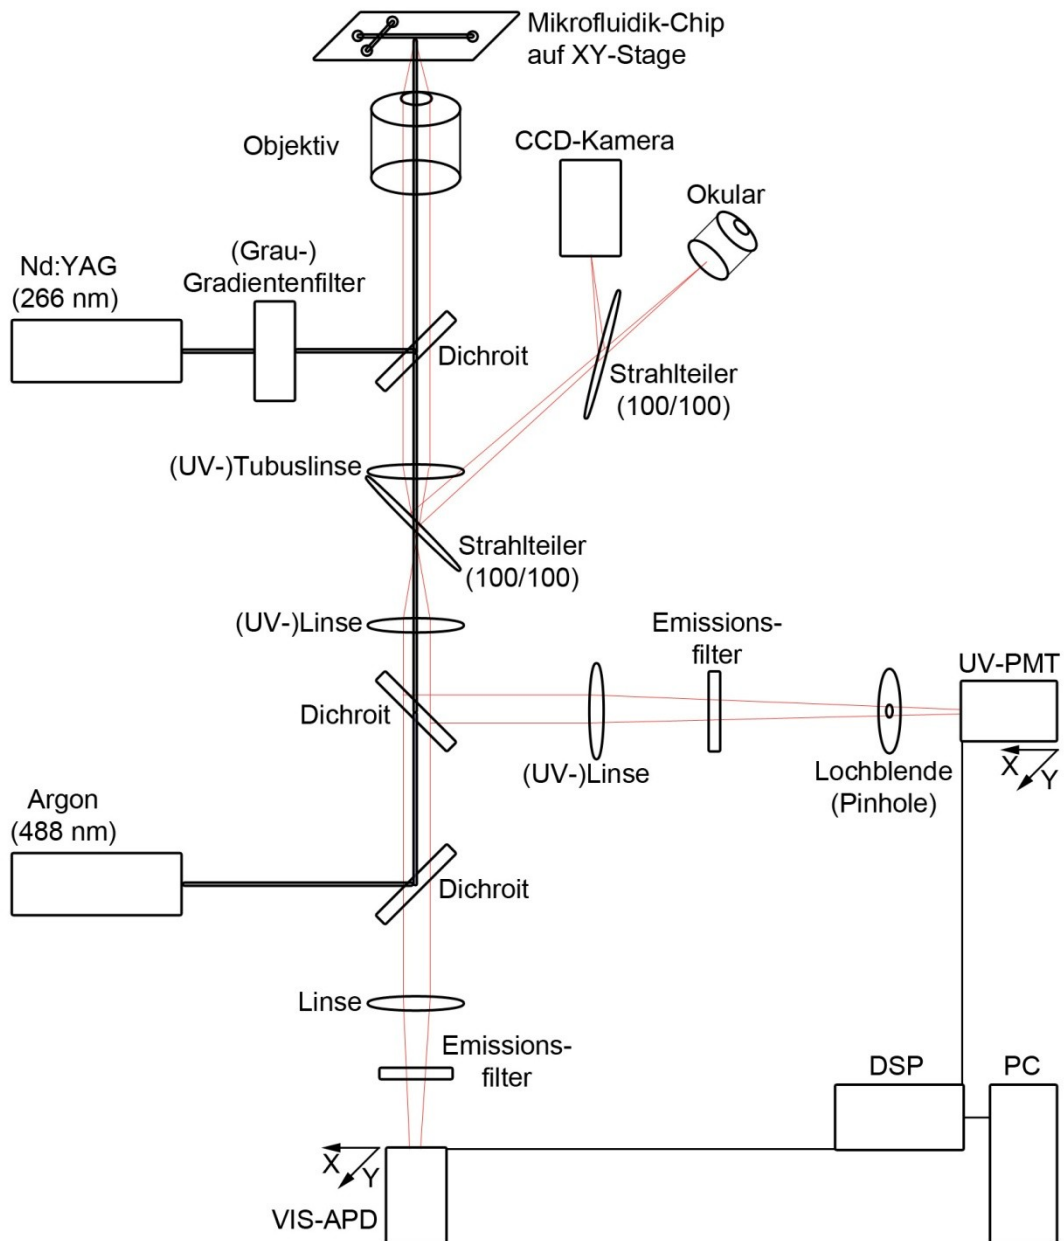 Mikrofluidik-Chip
auf XY-Stage
Objektiv
CCD-Kamera
Okular
(Grau-)
Gradientenfilter
Nd:YAG
(266 nm)
Dichroit
Strahlteiler
(100/100)
(UV-)Tubuslinse
Strahlteiler
(100/100)
(UV-)Linse
Emissions-
filter
UV-PMT
Dichroit
(UV-)Linse
Lochblende
(Pinhole)
X
Y
Argon
(488 nm)
Dichroit
Linse
Emissions-
filter
DSP
PC
X
Y
VIS-APD